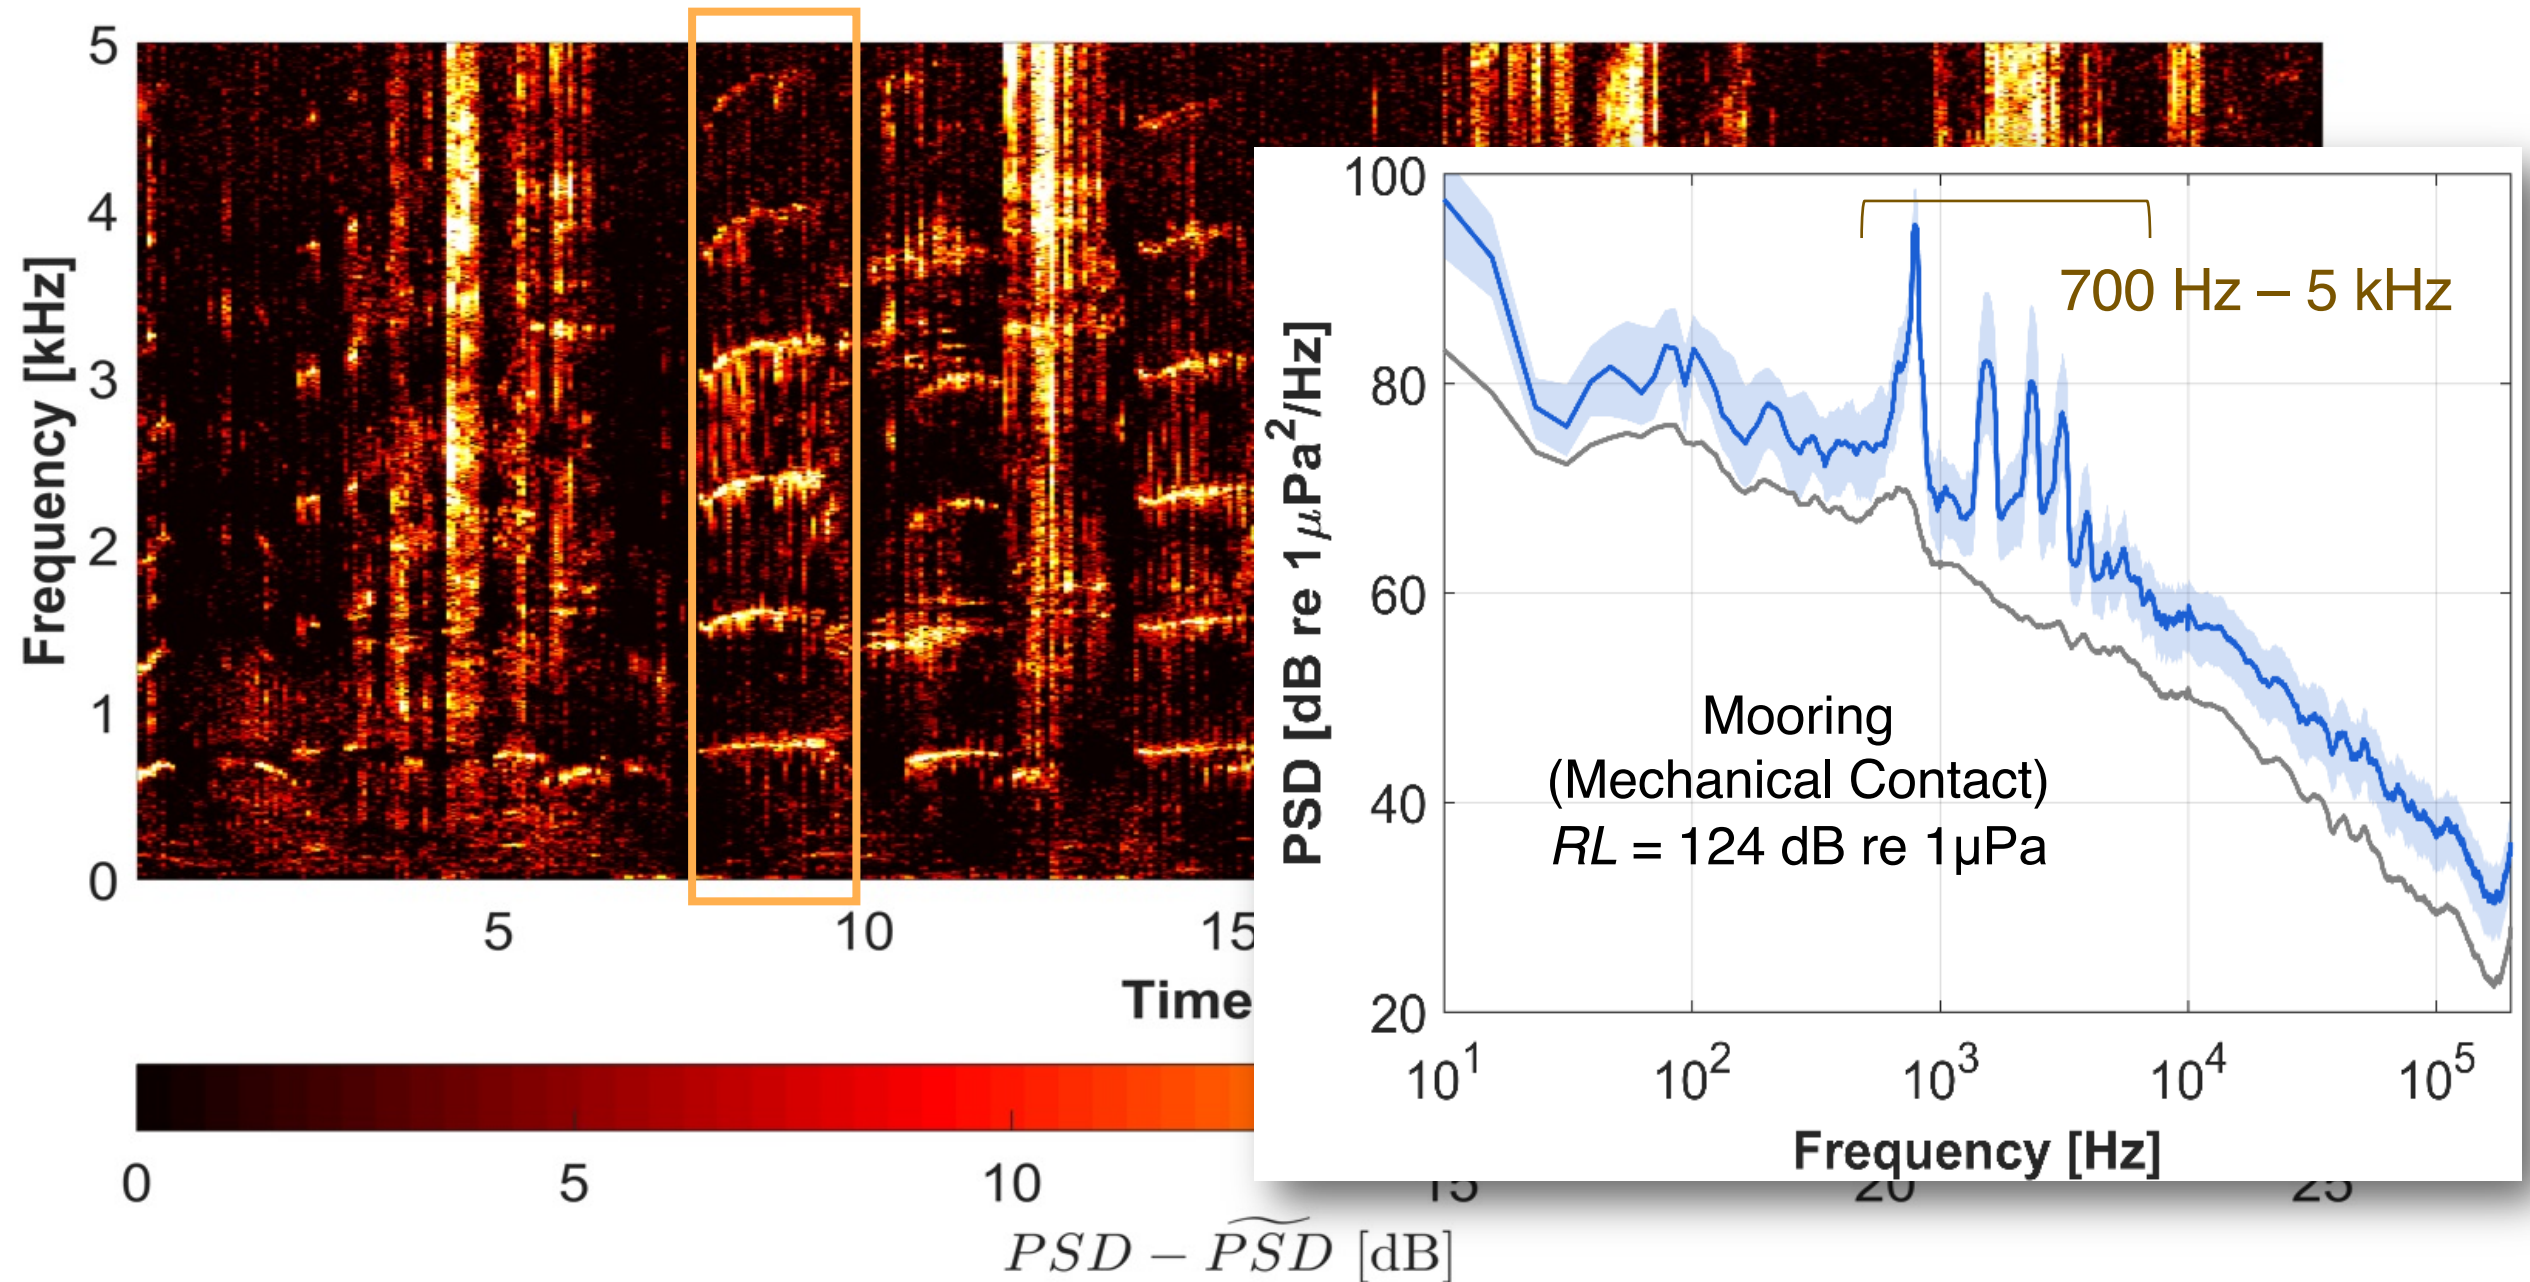 5
4
3
2
1
0
Frequency [kHz]
5
10
15
Time
0
5
10
15
20
25
PSD − P͠S͠D [dB]
100
80
60
40
20
PSD [dB re 1μPa²/Hz]
700 Hz – 5 kHz
Mooring
(Mechanical Contact)
RL = 124 dB re 1μPa
10¹
10²
10³
10⁴
10⁵
Frequency [Hz]